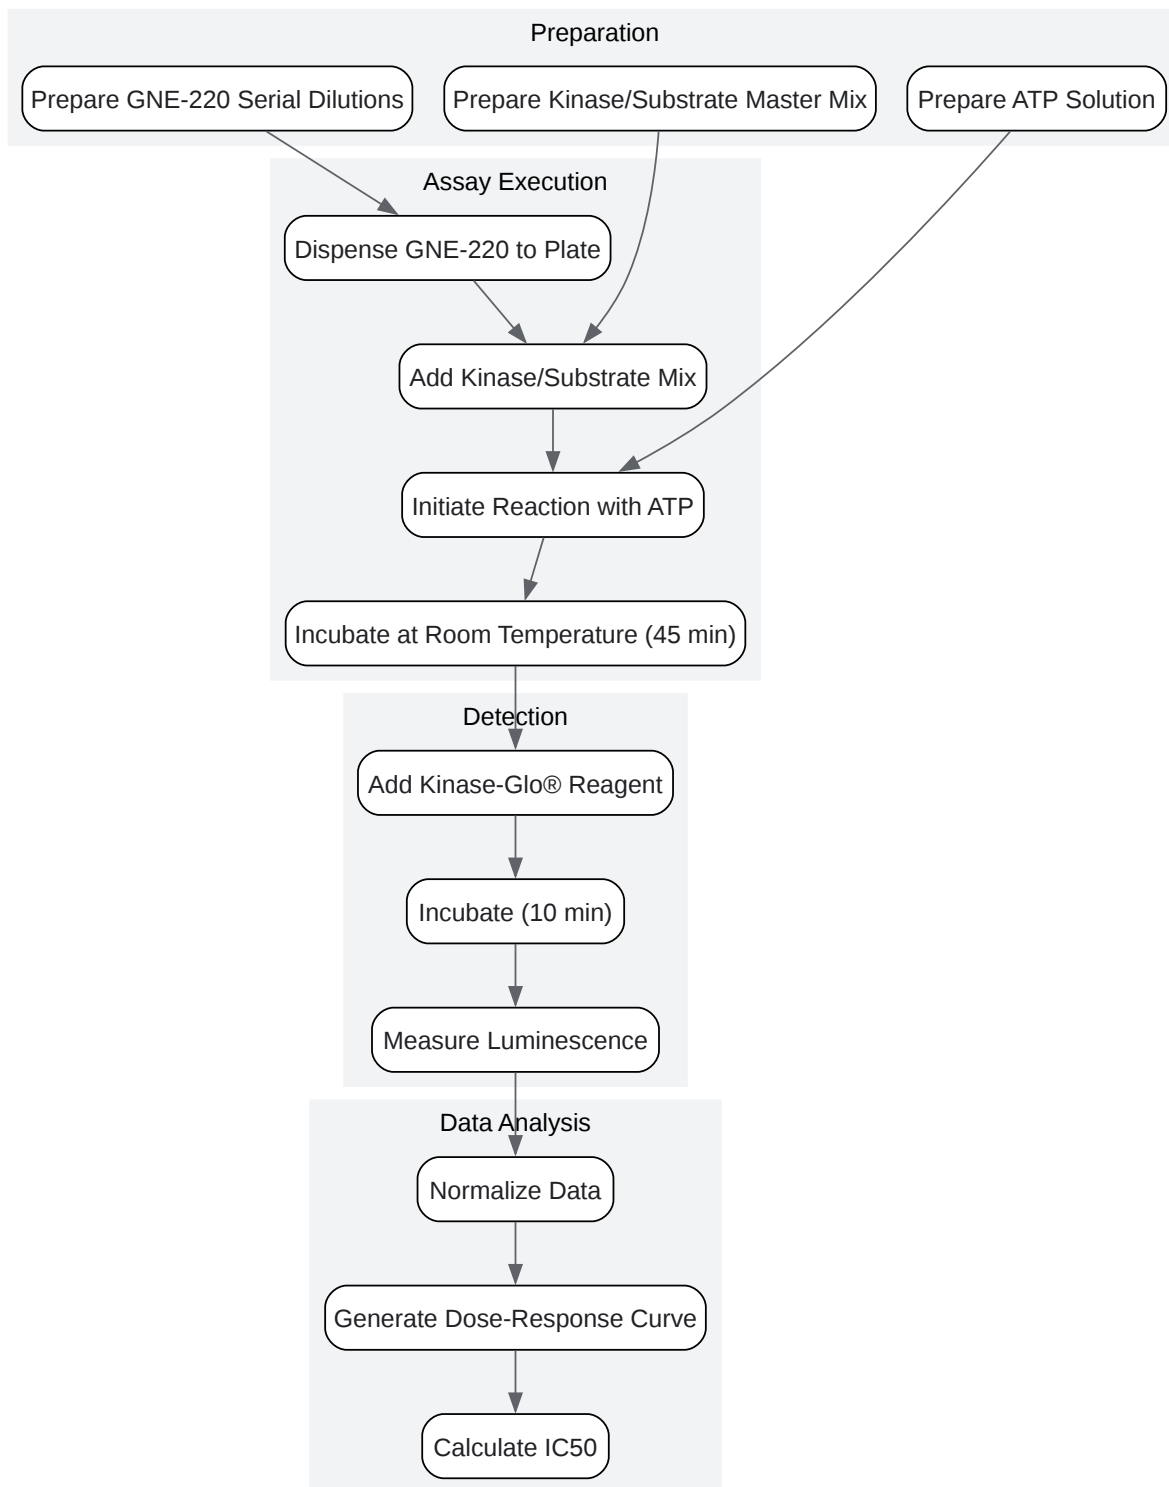 Preparation
Prepare GNE-220 Serial Dilutions
Prepare Kinase/Substrate Master Mix
Prepare ATP Solution
Assay Execution
Dispense GNE-220 to Plate
Add Kinase/Substrate Mix
Initiate Reaction with ATP
Incubate at Room Temperature (45 min)
Detection
Add Kinase-Glo® Reagent
Incubate (10 min)
Measure Luminescence
Data Analysis
Normalize Data
Generate Dose-Response Curve
Calculate IC50